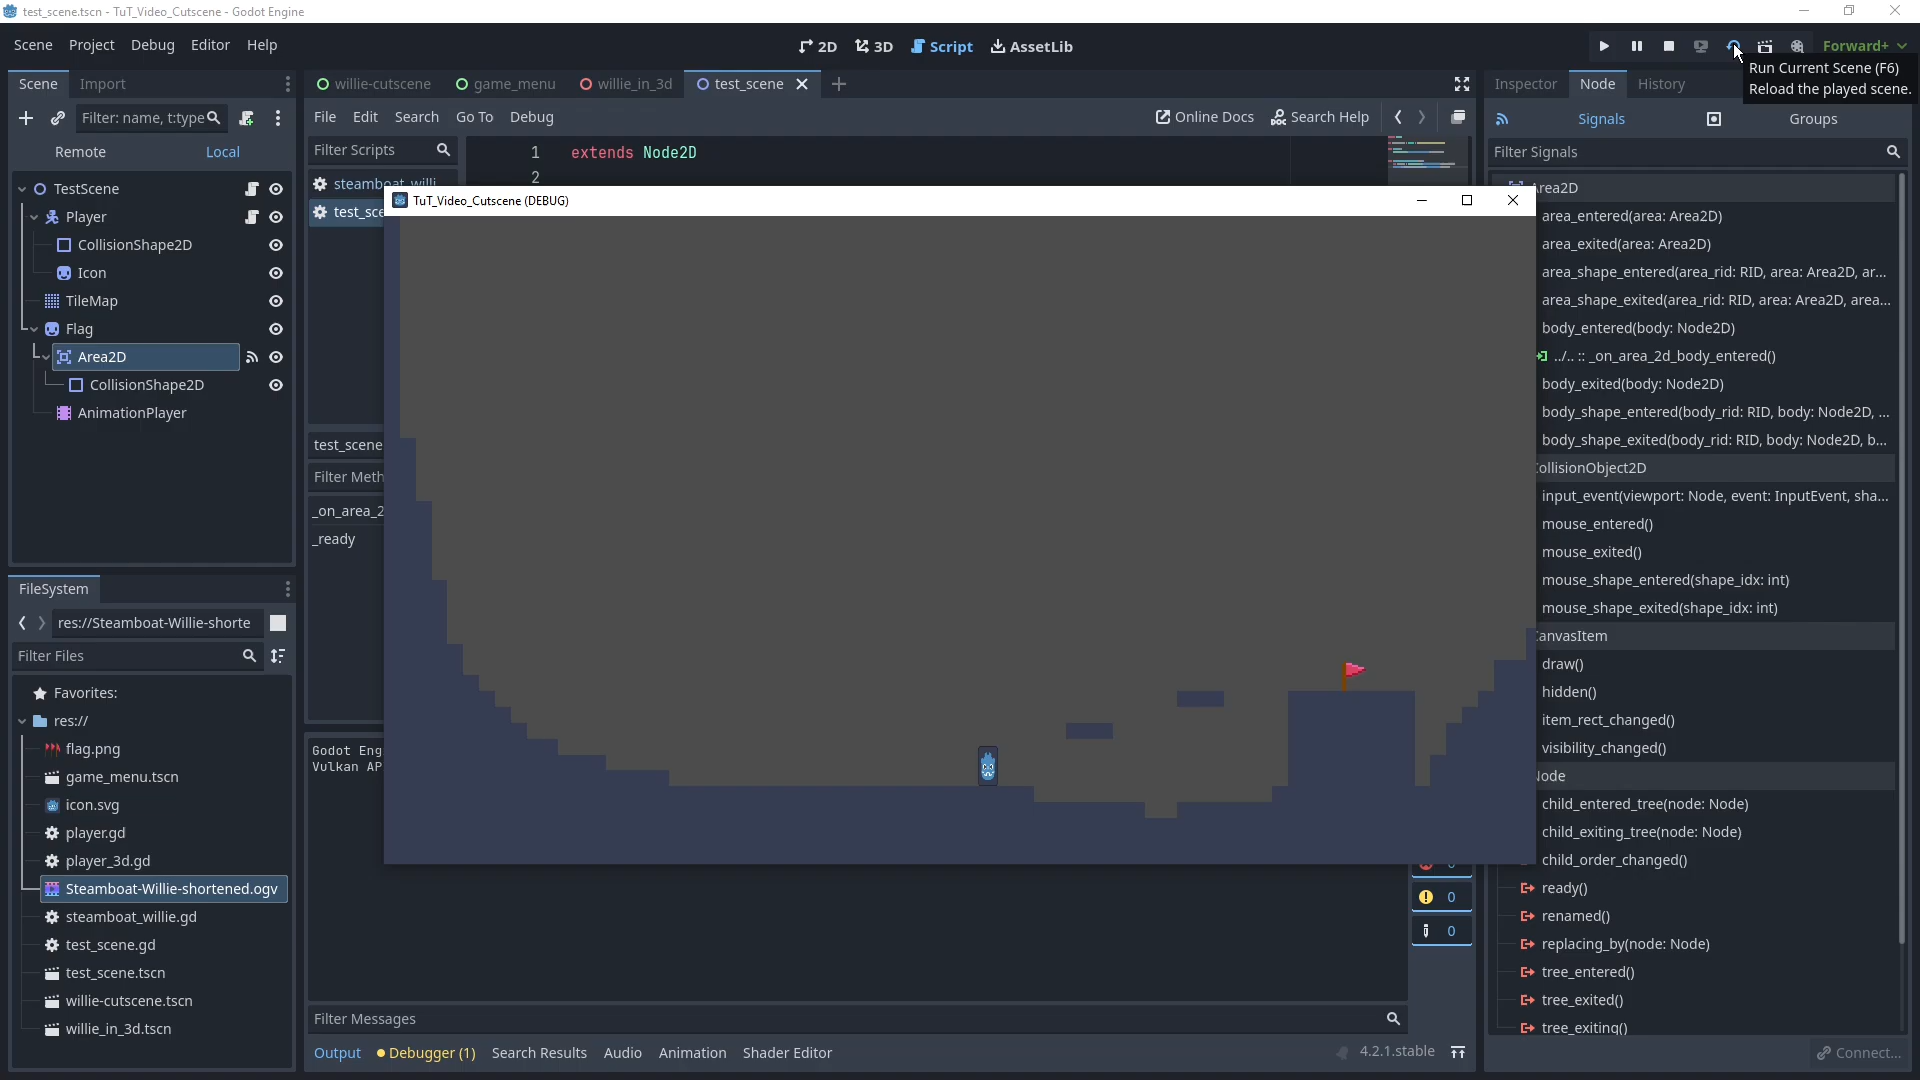 test_scene.tscn - TuT_Video_Cutscene - Godot Engine
Scene Project Debug Editor Help
2D 3D Script AssetLib
Forward+
Run Current Scene (F6)
Reload the played scene.
Scene Import
willie-cutscene game_menu willie_in_3d test_scene
Inspector Node History
Filter: name, t:type
File Edit Search Go To Debug
Online Docs Search Help
Signals Groups
Remote Local
Filter Scripts
1 extends Node2D
2
Filter Signals
TestScene
Player
CollisionShape2D
Icon
TileMap
Flag
Area2D
CollisionShape2D
AnimationPlayer
test_scene
Filter Meth
_on_area_2
_ready
TuT_Video_Cutscene (DEBUG)
Area2D
area_entered(area: Area2D)
area_exited(area: Area2D)
area_shape_entered(area_rid: RID, area: Area2D, ar...
area_shape_exited(area_rid: RID, area: Area2D, area...
body_entered(body: Node2D)
../.. :: _on_area_2d_body_entered()
body_exited(body: Node2D)
body_shape_entered(body_rid: RID, body: Node2D, ...
body_shape_exited(body_rid: RID, body: Node2D, b...
CollisionObject2D
input_event(viewport: Node, event: InputEvent, sha...
mouse_entered()
mouse_exited()
mouse_shape_entered(shape_idx: int)
mouse_shape_exited(shape_idx: int)
CanvasItem
draw()
hidden()
item_rect_changed()
visibility_changed()
Node
child_entered_tree(node: Node)
child_exiting_tree(node: Node)
child_order_changed()
ready()
renamed()
replacing_by(node: Node)
tree_entered()
tree_exited()
tree_exiting()
Connect...
FileSystem
res://Steamboat-Willie-shorte
Filter Files
Favorites:
res://
flag.png
game_menu.tscn
icon.svg
player.gd
player_3d.gd
Steamboat-Willie-shortened.ogv
steamboat_willie.gd
test_scene.gd
test_scene.tscn
willie-cutscene.tscn
willie_in_3d.tscn
Godot Eng
Vulkan AP
0
0
Filter Messages
Output Debugger (1) Search Results Audio Animation Shader Editor
4.2.1.stable